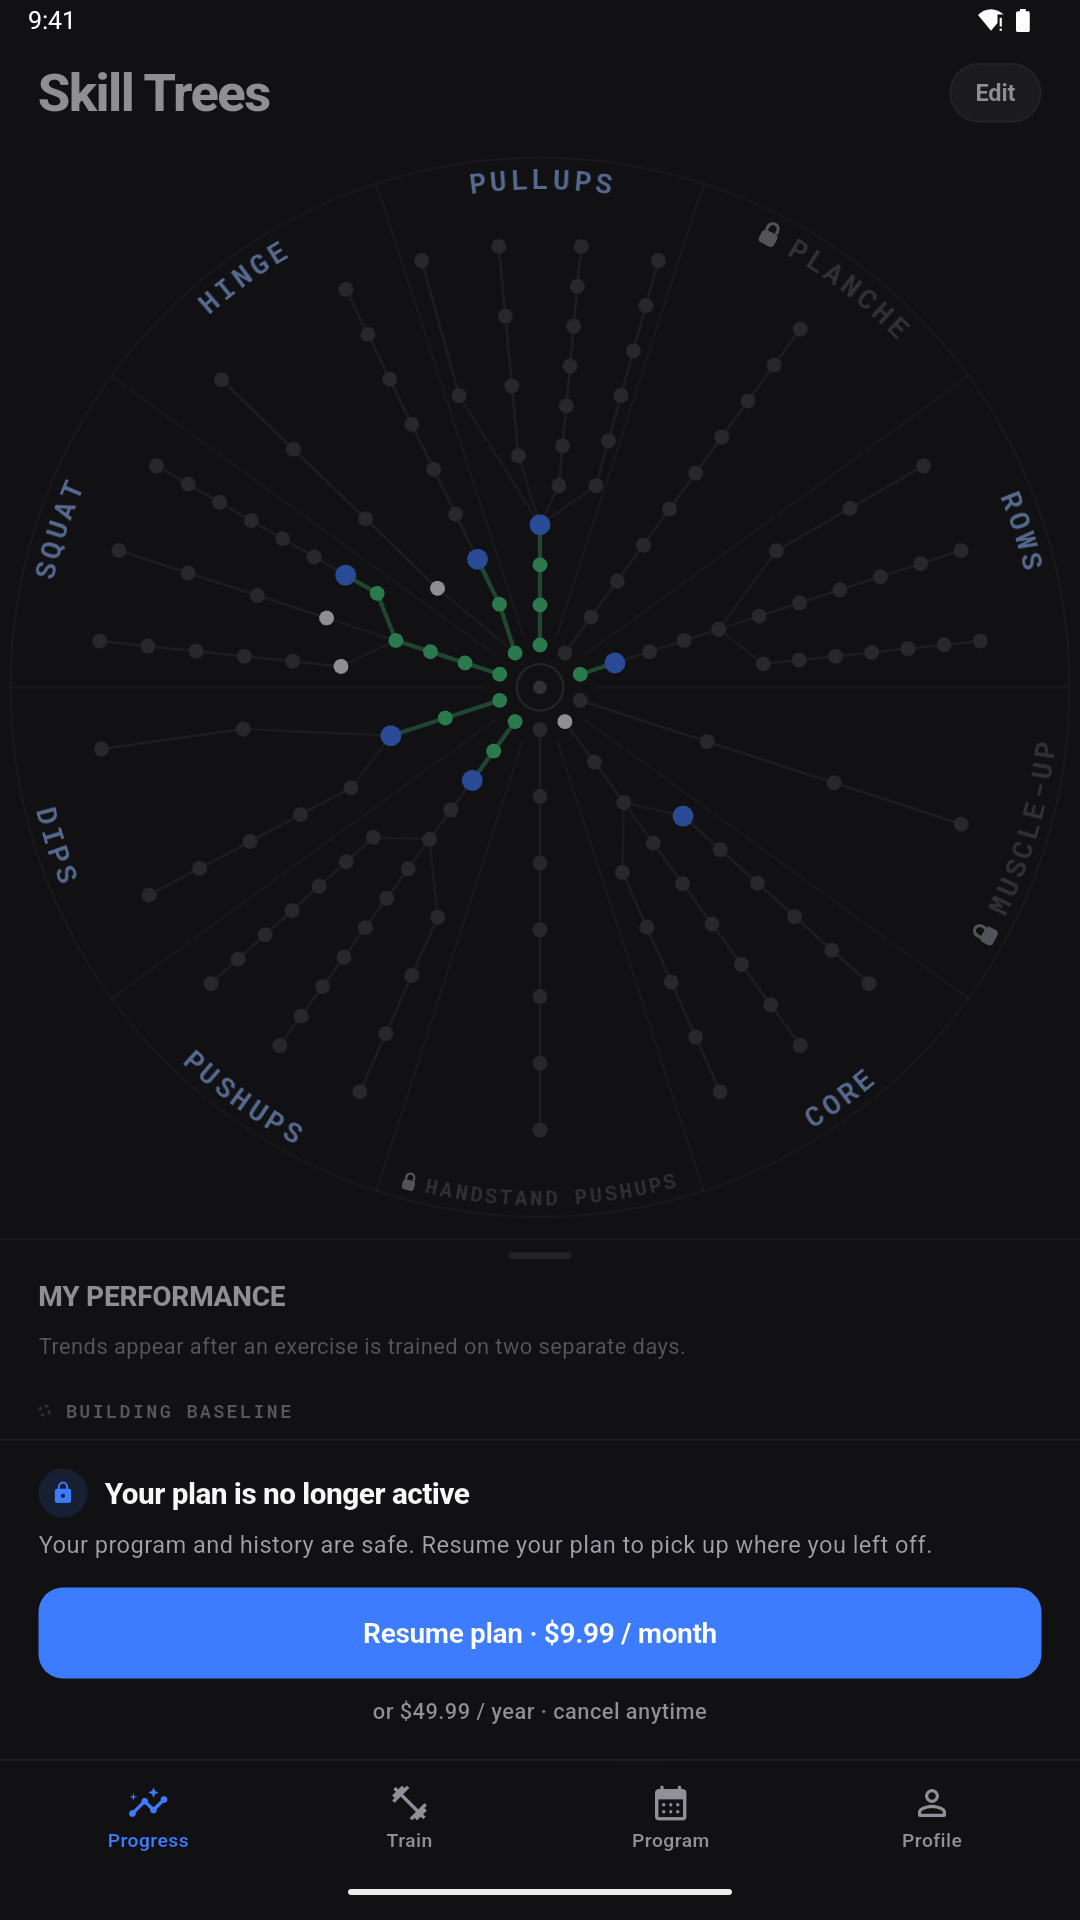 9:41
Skill Trees
Edit
PULLUPS
PLANCHE
HINGE
ROWS
SQUAT
MUSCLE-UP
DIPS
CORE
PUSHUPS
HANDSTAND PUSHUPS
MY PERFORMANCE
Trends appear after an exercise is trained on two separate days.
BUILDING BASELINE
Your plan is no longer active
Your program and history are safe. Resume your plan to pick up where you left off.
Resume plan · $9.99 / month
or $49.99 / year · cancel anytime
Progress
Train
Program
Profile